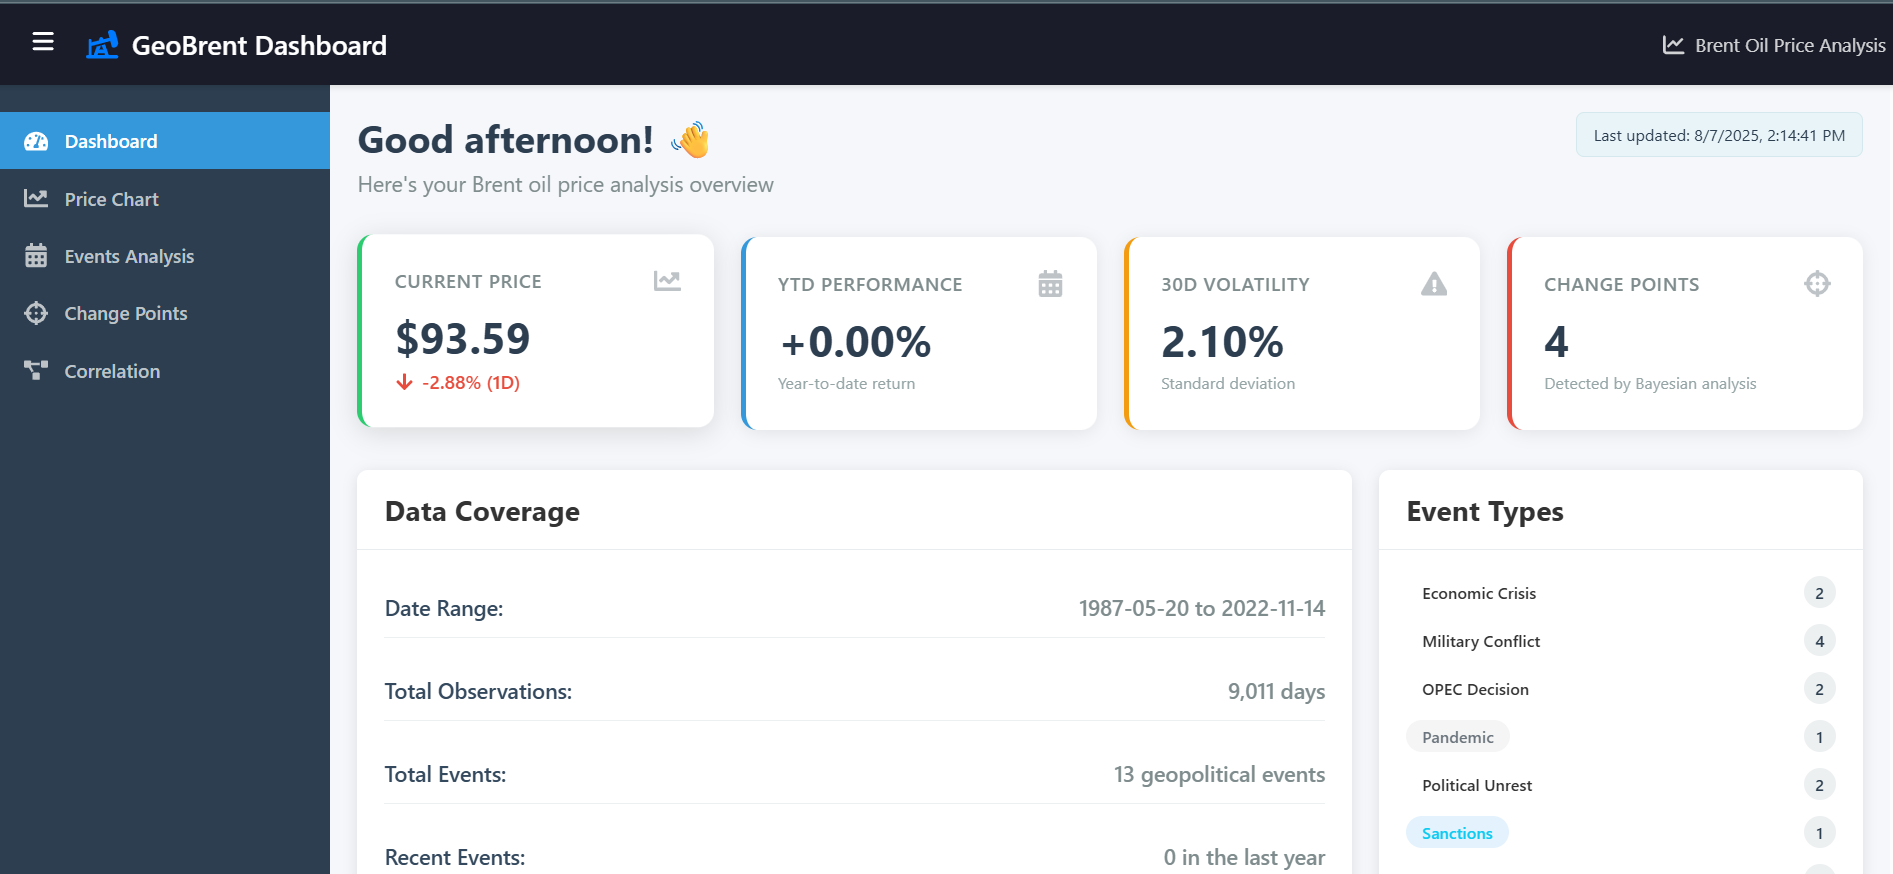 GeoBrent Dashboard
Brent Oil Price Analysis
Dashboard
Price Chart
Events Analysis
Change Points
Correlation
Good afternoon! 👋
Here's your Brent oil price analysis overview
Last updated: 8/7/2025, 2:14:41 PM
CURRENT PRICE
$93.59
-2.88% (1D)
YTD PERFORMANCE
+0.00%
Year-to-date return
30D VOLATILITY
2.10%
Standard deviation
CHANGE POINTS
4
Detected by Bayesian analysis
Data Coverage
Date Range: 1987-05-20 to 2022-11-14
Total Observations: 9,011 days
Total Events: 13 geopolitical events
Recent Events: 0 in the last year
Event Types
Economic Crisis 2
Military Conflict 4
OPEC Decision 2
Pandemic 1
Political Unrest 2
Sanctions 1